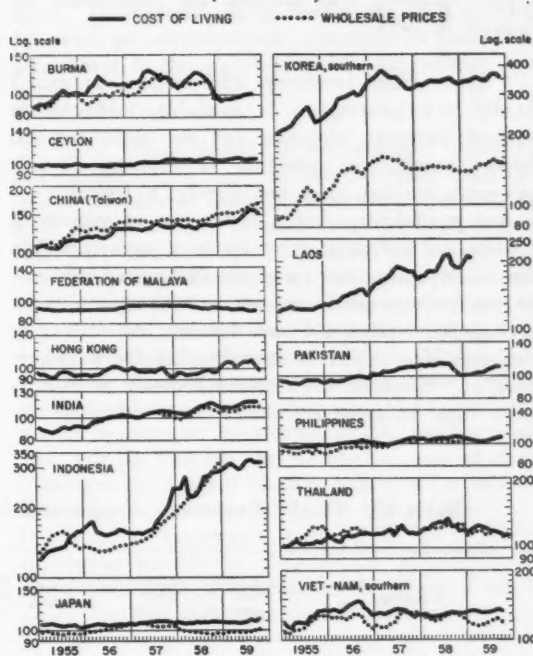 COST OF LIVING
WHOLESALE PRICES
Log. scale
Log. scale
150
BURMA
100
80
140
CEYLON
100
90
200
CHINA (Taiwan)
150
100
140
FEDERATION OF MALAYA
100
80
140
HONG KONG
100
90
130
INDIA
100
80
350
300
INDONESIA
200
100
150
JAPAN
100
90
1955 56 57 58 59
KOREA, southern
400
300
200
100
80
250
LAOS
200
100
140
PAKISTAN
100
80
140
PHILIPPINES
100
80
200
THAILAND
100
90
200
VIET-NAM, southern
100
1955 56 57 58 59